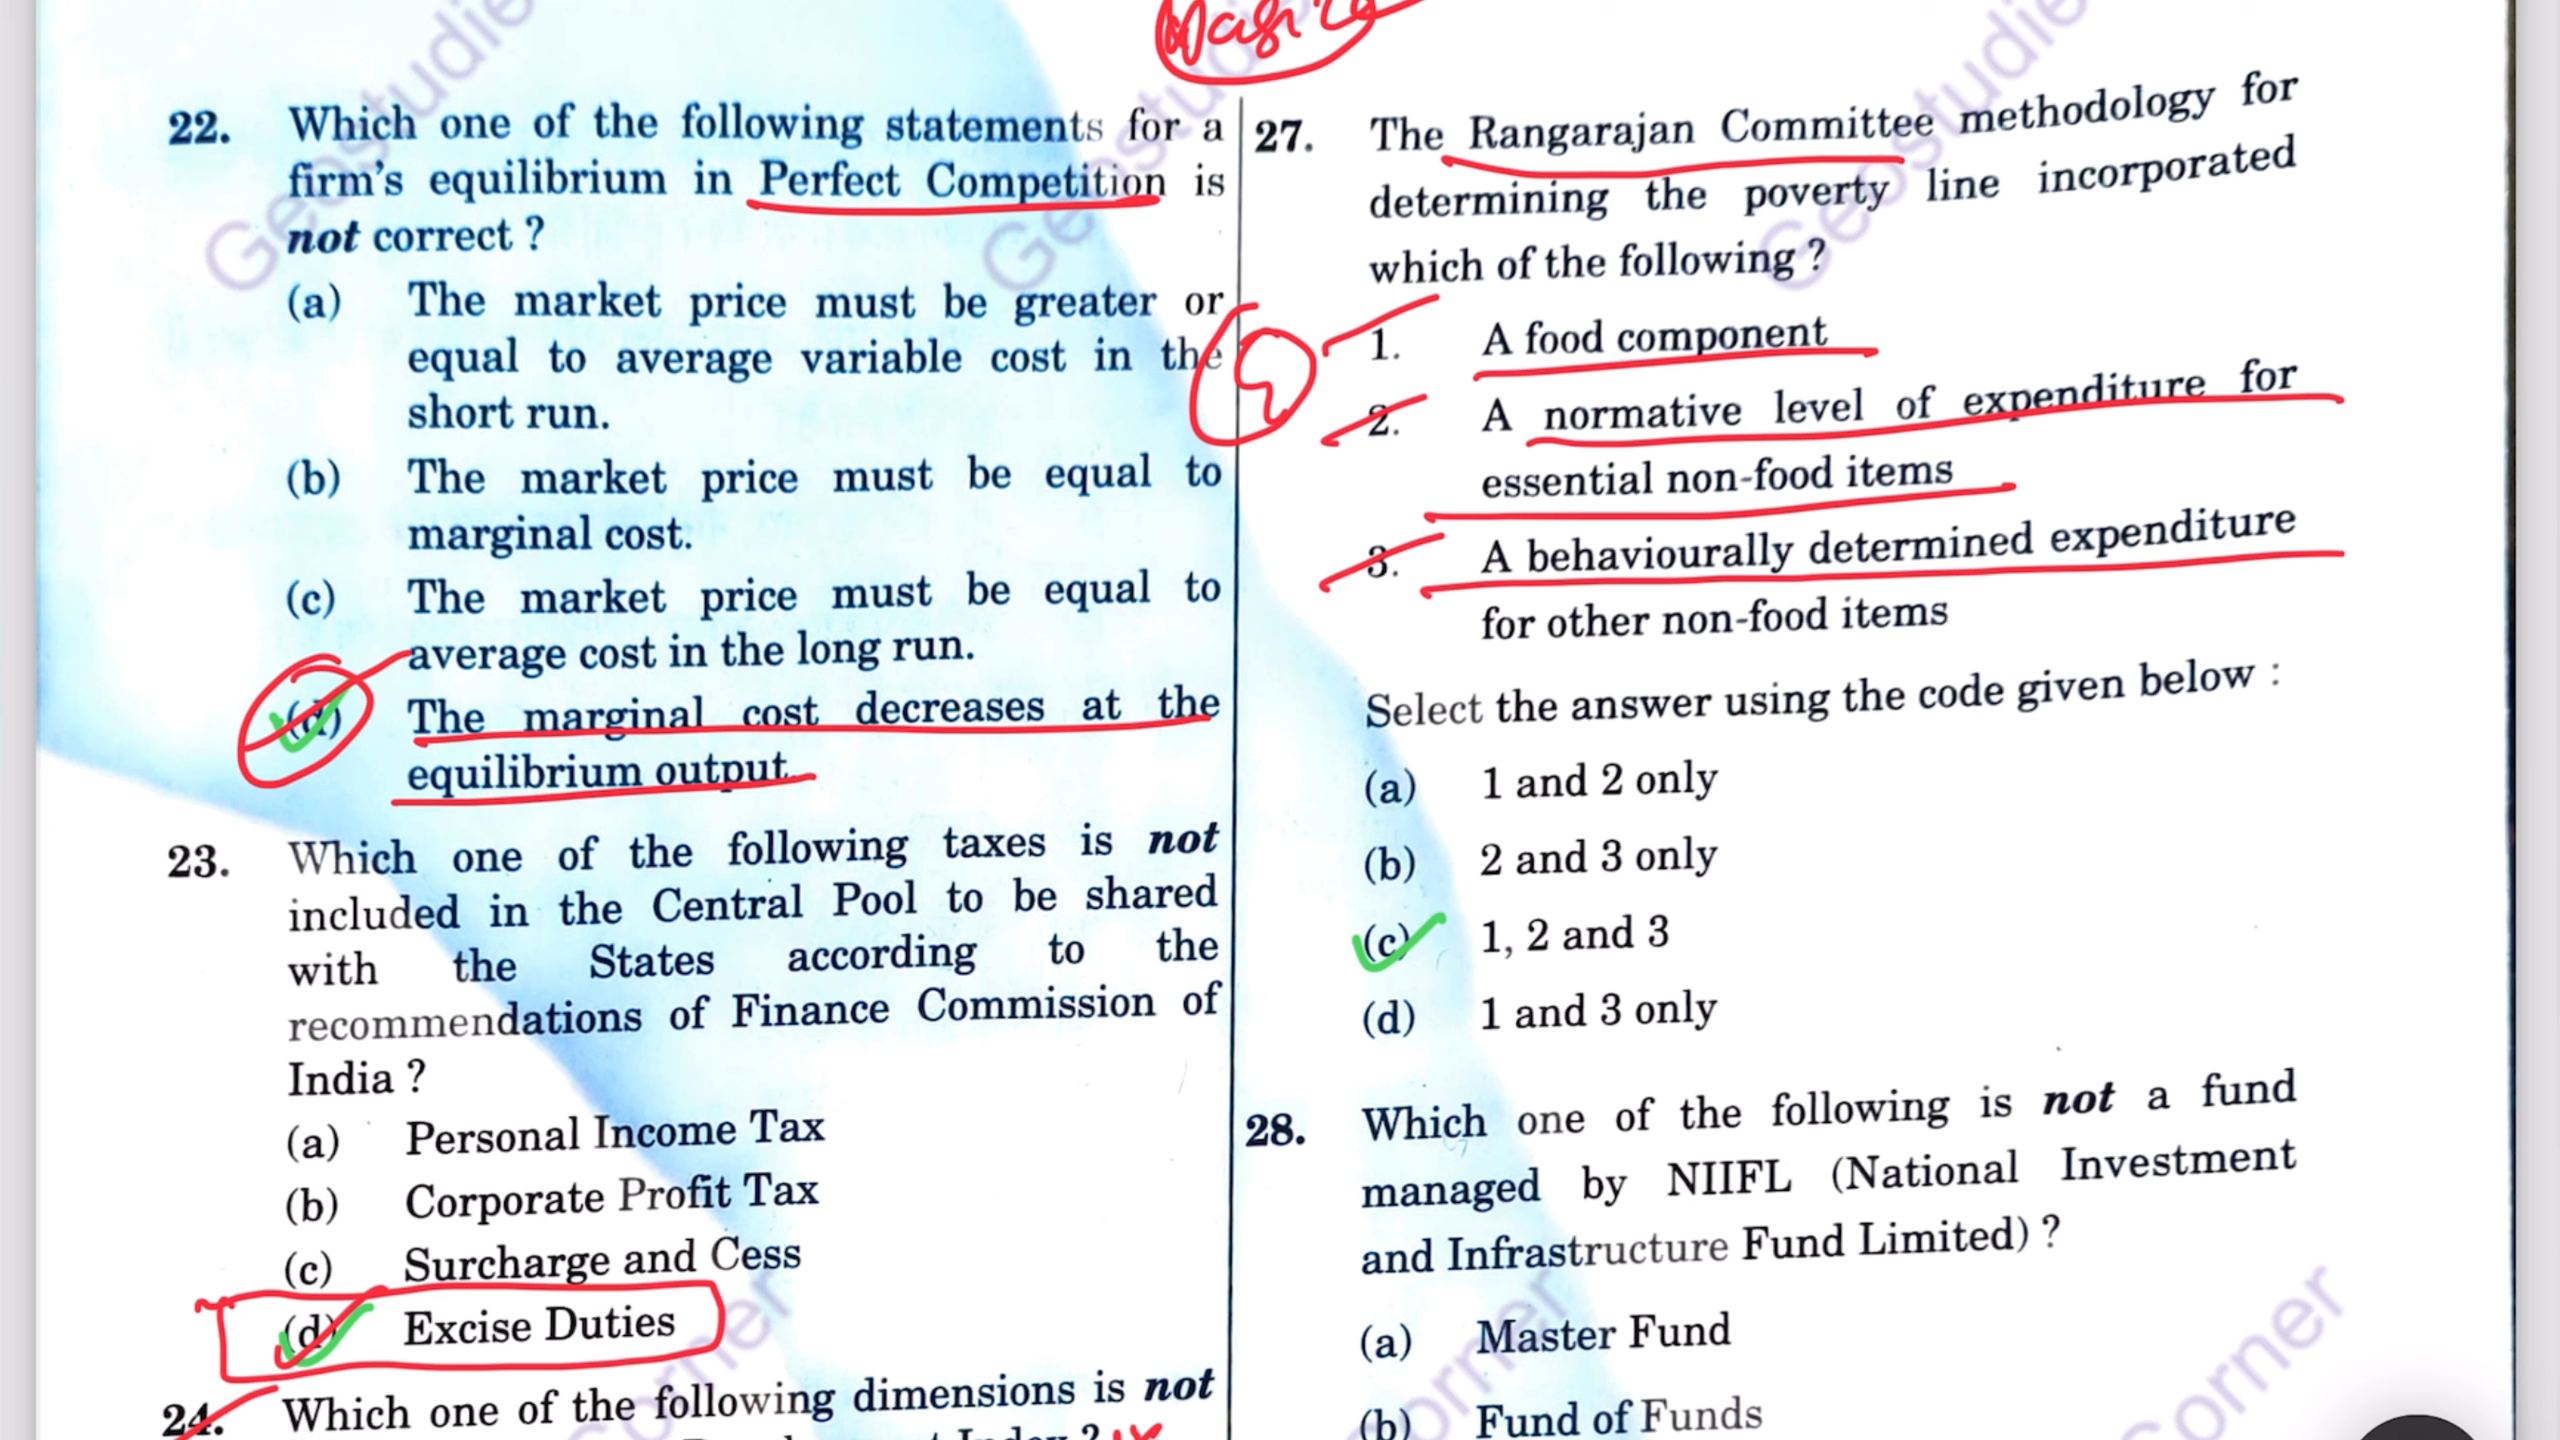 22. Which one of the following statements for a
firm's equilibrium in Perfect Competition is
not correct ?
(a) The market price must be greater or
equal to average variable cost in the
short run.
(b) The market price must be equal to
marginal cost.
(c) The market price must be equal to
average cost in the long run.
(d) The marginal cost decreases at the
equilibrium output.
23. Which one of the following taxes is not
included in the Central Pool to be shared
with the States according to the
recommendations of Finance Commission of
India ?
(a) Personal Income Tax
(b) Corporate Profit Tax
(c) Surcharge and Cess
(d) Excise Duties
24. Which one of the following dimensions is not
27. The Rangarajan Committee methodology for
determining the poverty line incorporated
which of the following ?
1. A food component
2. A normative level of expenditure for
essential non-food items
3. A behaviourally determined expenditure
for other non-food items
Select the answer using the code given below :
(a) 1 and 2 only
(b) 2 and 3 only
(c) 1, 2 and 3
(d) 1 and 3 only
28. Which one of the following is not a fund
managed by NIIFL (National Investment
and Infrastructure Fund Limited) ?
(a) Master Fund
(b) Fund of Funds